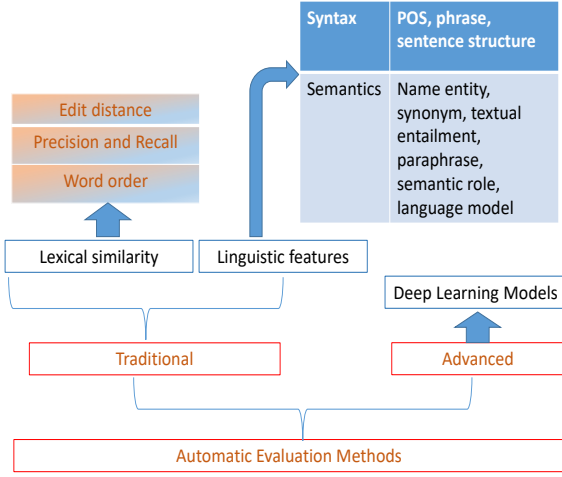 Syntax
POS, phrase,
sentence structure
Semantics
Name entity,
synonym, textual
entailment,
paraphrase,
semantic role,
language model
Edit distance
Precision and Recall
Word order
Lexical similarity
Linguistic features
Deep Learning Models
Traditional
Advanced
Automatic Evaluation Methods